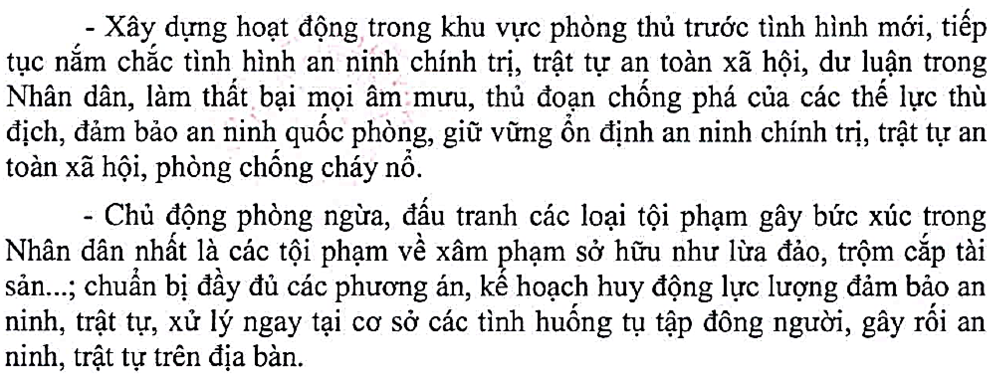 - Xây dựng hoạt động trong khu vực phòng thủ trước tình hình mới, tiếp
tục nắm chắc tình hình an ninh chính trị, trật tự an toàn xã hội, dư luận trong
Nhân dân, làm thất bại mọi âm mưu, thủ đoạn chống phá của các thế lực thù
địch, đảm bảo an ninh quốc phòng, giữ vững ổn định an ninh chính trị, trật tự an
toàn xã hội, phòng chống cháy nổ.
- Chủ động phòng ngừa, đấu tranh các loại tội phạm gây bức xúc trong
Nhân dân nhất là các tội phạm về xâm phạm sở hữu như lừa đảo, trộm cắp tài
sản...; chuẩn bị đầy đủ các phương án, kế hoạch huy động lực lượng đảm bảo an
ninh, trật tự, xử lý ngay tại cơ sở các tình huống tụ tập đông người, gây rối an
ninh, trật tự trên địa bàn.